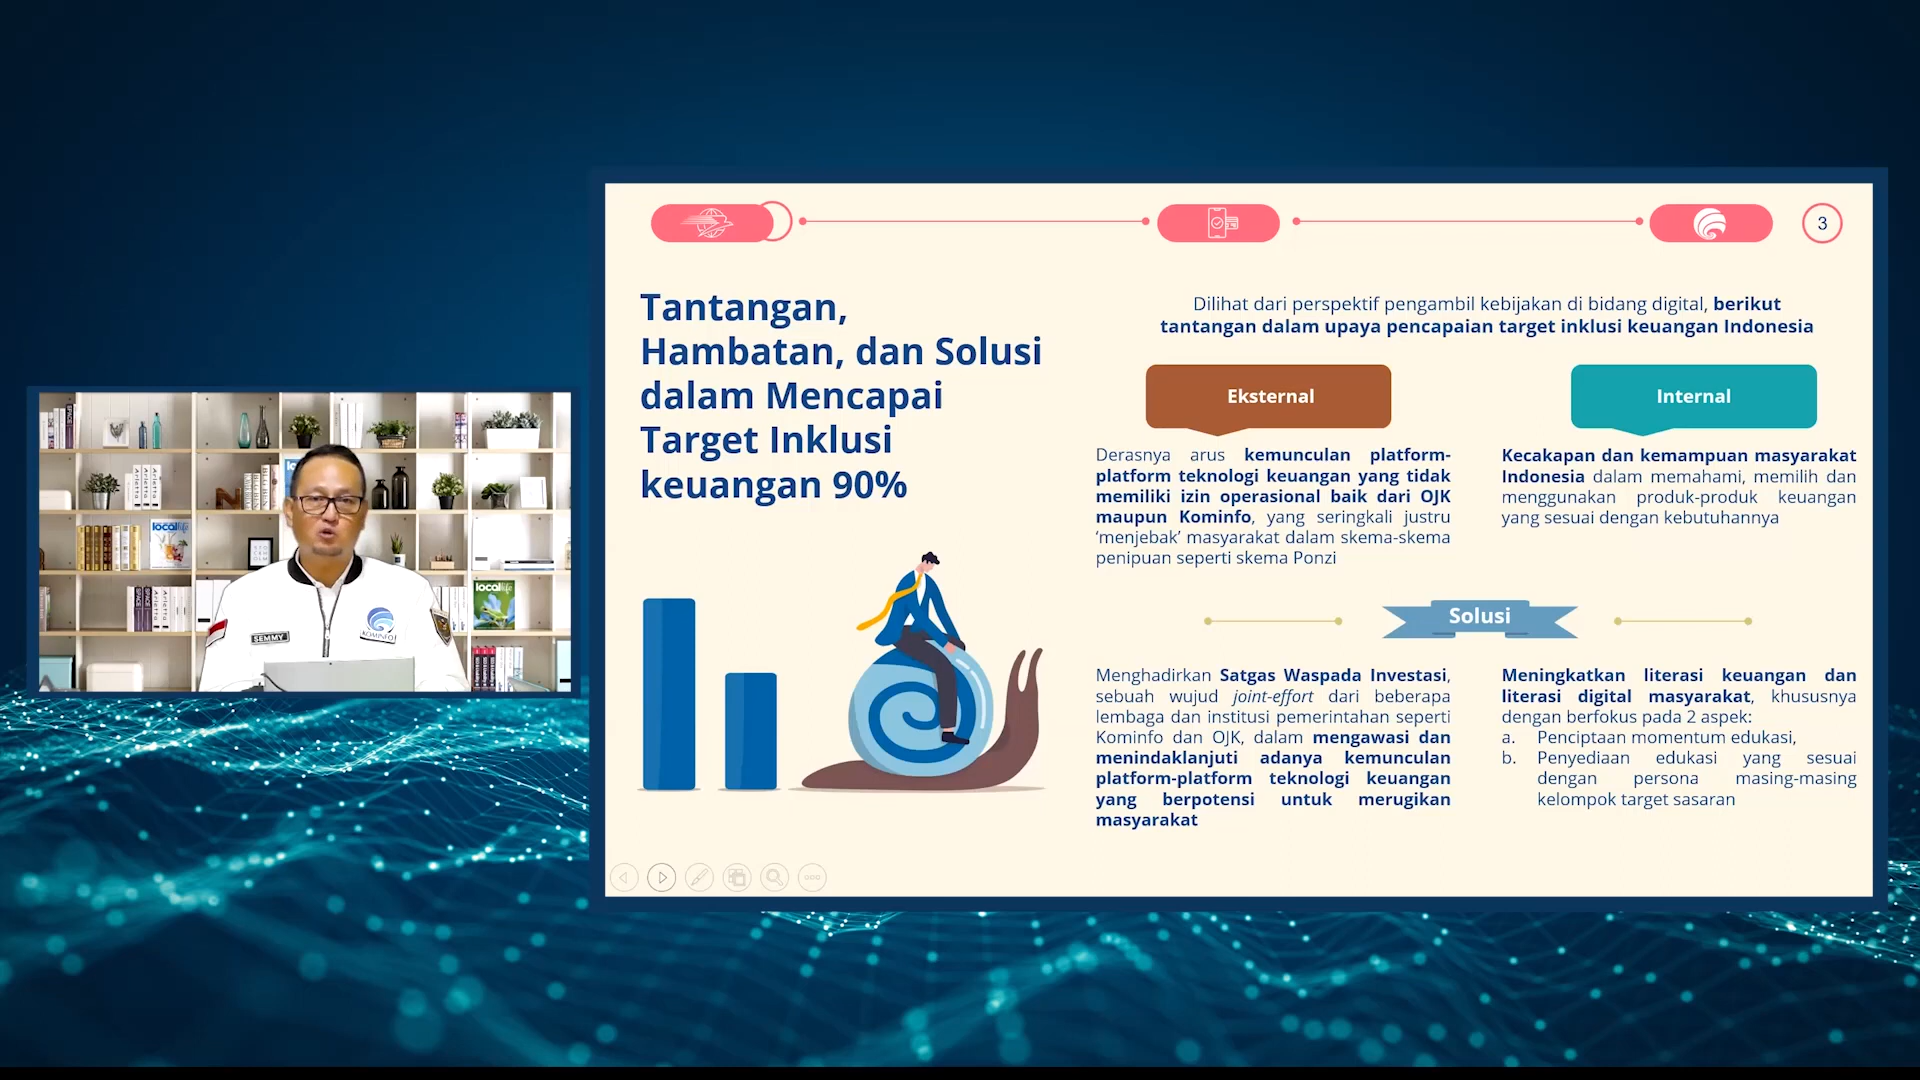 3
Tantangan,
Hambatan, dan Solusi
dalam Mencapai
Target Inklusi
keuangan 90%
Dilihat dari perspektif pengambil kebijakan di bidang digital, berikut
tantangan dalam upaya pencapaian target inklusi keuangan Indonesia
Eksternal
Derasnya arus kemunculan platform-
platform teknologi keuangan yang tidak
memiliki izin operasional baik dari OJK
maupun Kominfo, yang seringkali justru
‘menjebak’ masyarakat dalam skema-skema
penipuan seperti skema Ponzi
Internal
Kecakapan dan kemampuan masyarakat
Indonesia dalam memahami, memilih dan
menggunakan produk-produk keuangan
yang sesuai dengan kebutuhannya
Solusi
Menghadirkan Satgas Waspada Investasi,
sebuah wujud joint-effort dari beberapa
lembaga dan institusi pemerintahan seperti
Kominfo dan OJK, dalam mengawasi dan
menindaklanjuti adanya kemunculan
platform-platform teknologi keuangan
yang berpotensi untuk merugikan
masyarakat
Meningkatkan literasi keuangan dan
literasi digital masyarakat, khususnya
dengan berfokus pada 2 aspek:
a. Penciptaan momentum edukasi,
b. Penyediaan edukasi yang sesuai
dengan persona masing-masing
kelompok target sasaran
SEMMY
KOMINFO
local life
local life
SPACE
Arletta